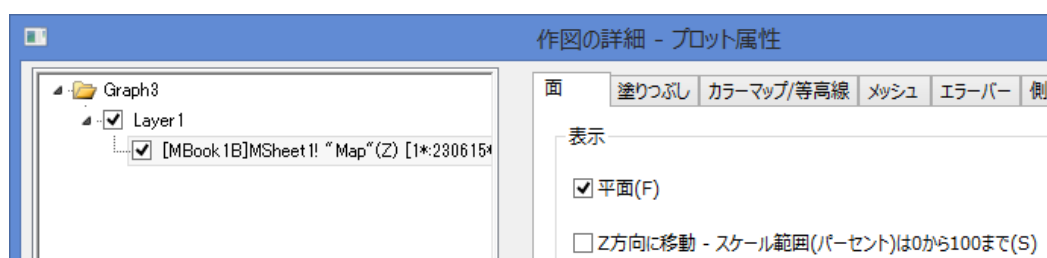 作図の詳細 - プロット属性
Graph3
Layer1
[MBook1B]MSheet1! "Map"(Z) [1*:230615*
面 塗りつぶし カラーマップ/等高線 メッシュ エラーバー 側
表示
平面(F)
Z方向に移動 - スケール範囲(パーセント)は0から100まで(S)